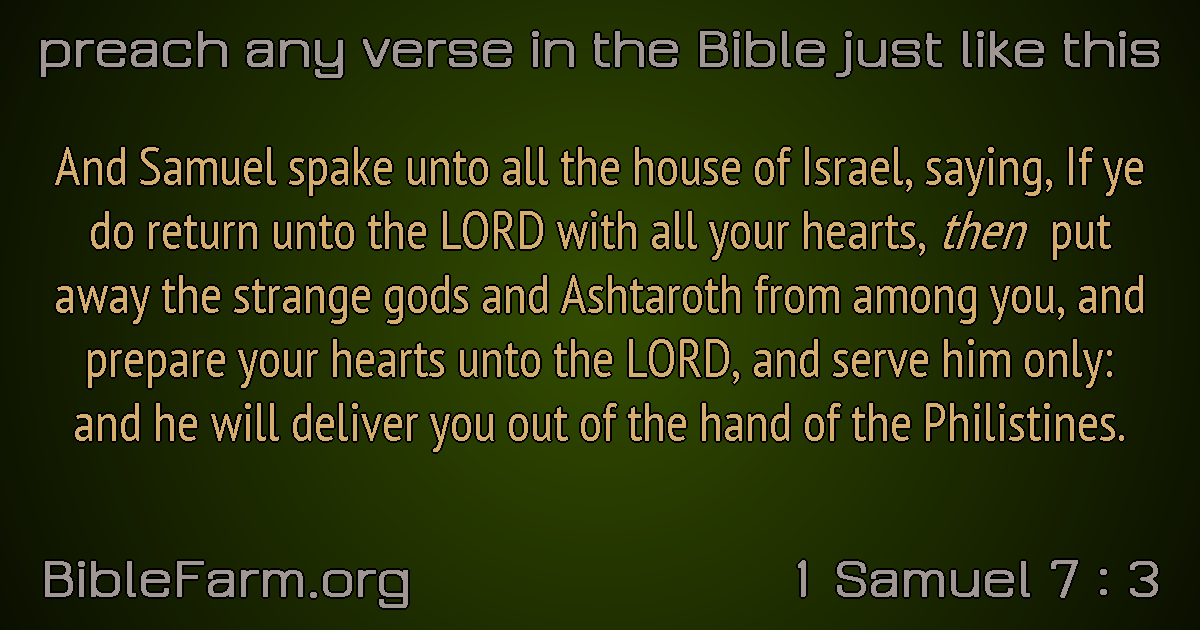 preach any verse in the Bible just like this
And Samuel spake unto all the house of Israel, saying, If ye
do return unto the LORD with all your hearts, then put
away the strange gods and Ashtaroth from among you, and
prepare your hearts unto the LORD, and serve him only:
and he will deliver you out of the hand of the Philistines.
BibleFarm.org
1 Samuel 7 : 3